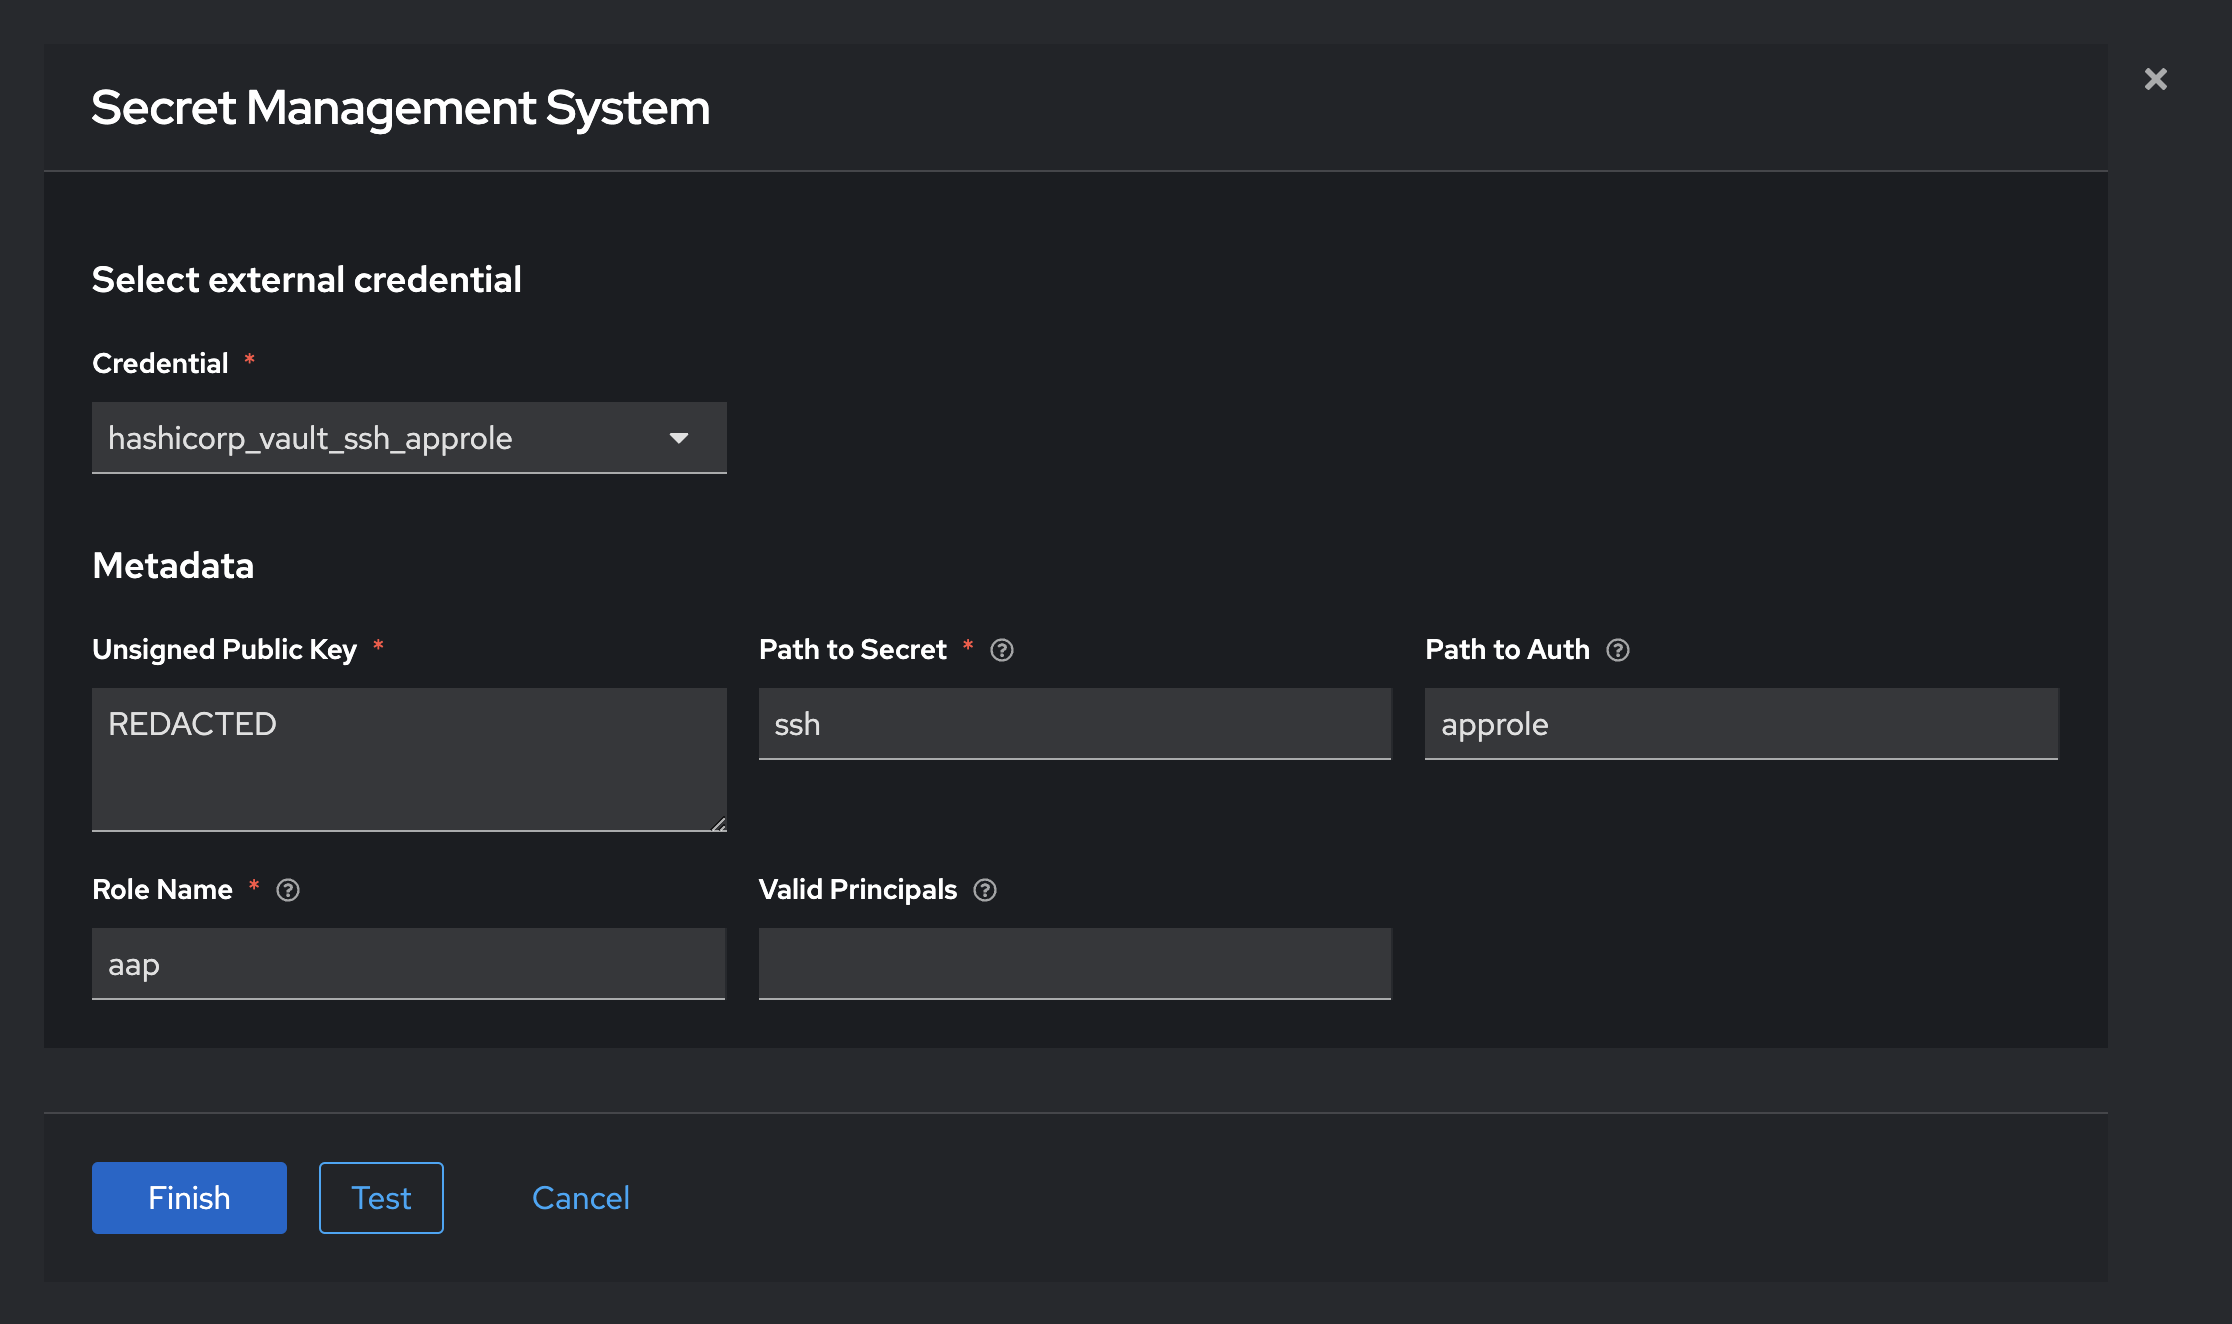 Secret Management System
Select external credential
Credential *
hashicorp_vault_ssh_approle
Metadata
Unsigned Public Key *
REDACTED
Path to Secret *
ssh
Path to Auth
approle
Role Name *
aap
Valid Principals
Finish
Test
Cancel